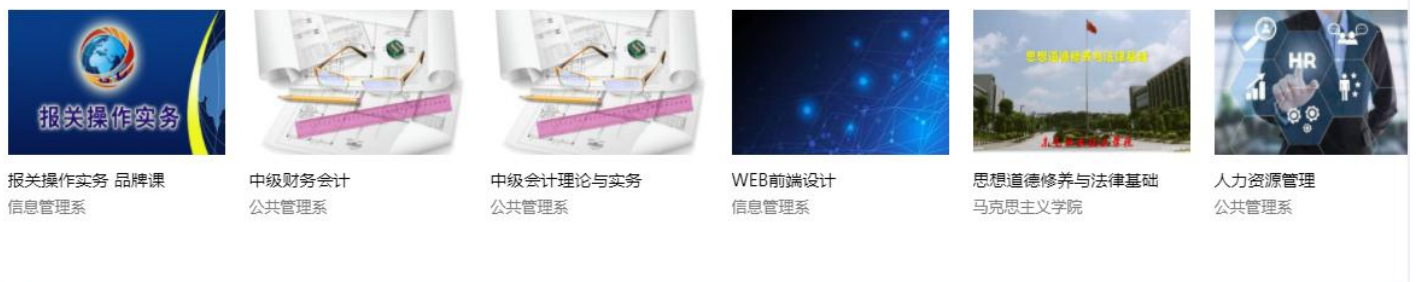 报关操作实务
思想道德修养与法律基础
HR
报关操作实务 品牌课
信息管理系
中级财务会计
公共管理系
中级会计理论与实务
公共管理系
WEB前端设计
信息管理系
思想道德修养与法律基础
马克思主义学院
人力资源管理
公共管理系